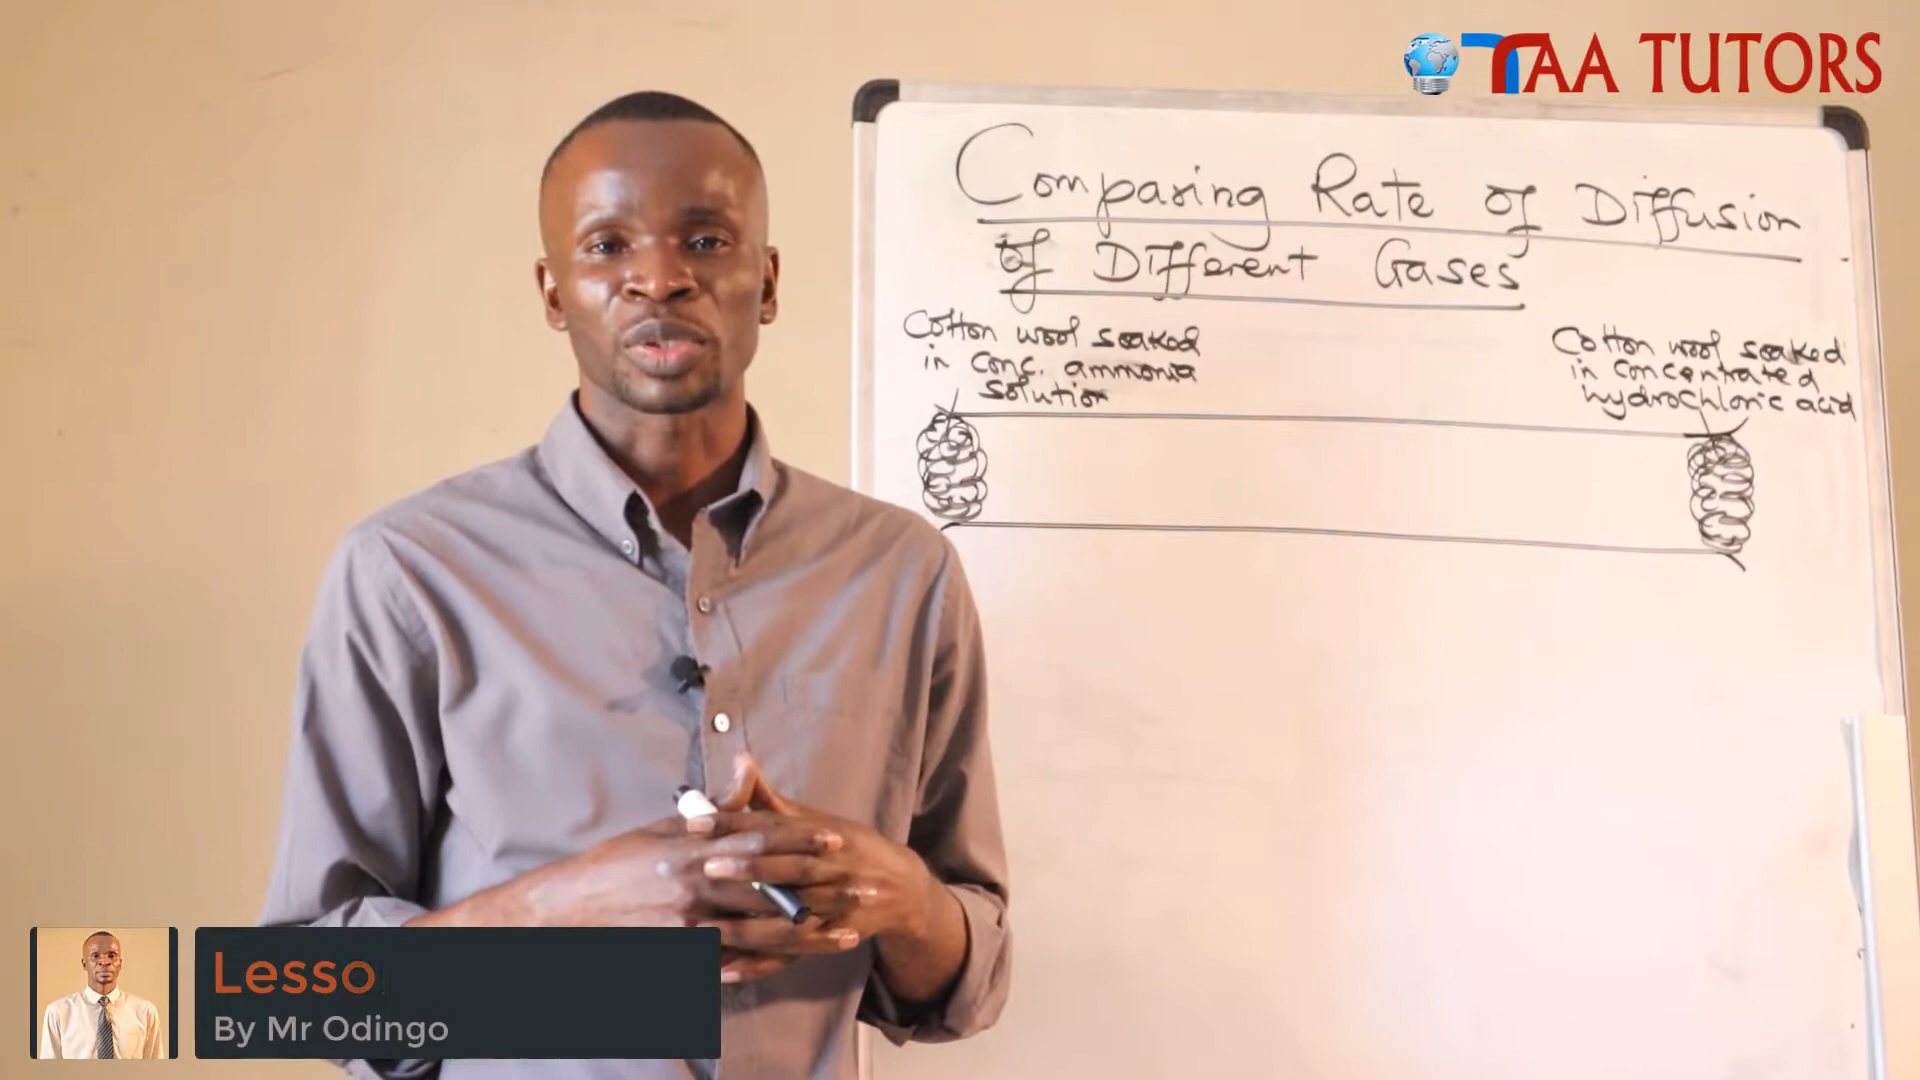 TAA TUTORS
Comparing Rate of Diffusion
of Different Gases
Cotton wool soaked
in conc. ammonia
solution
Cotton wool soaked
in concentrated
hydrochloric acid
Lesso
By Mr Odingo